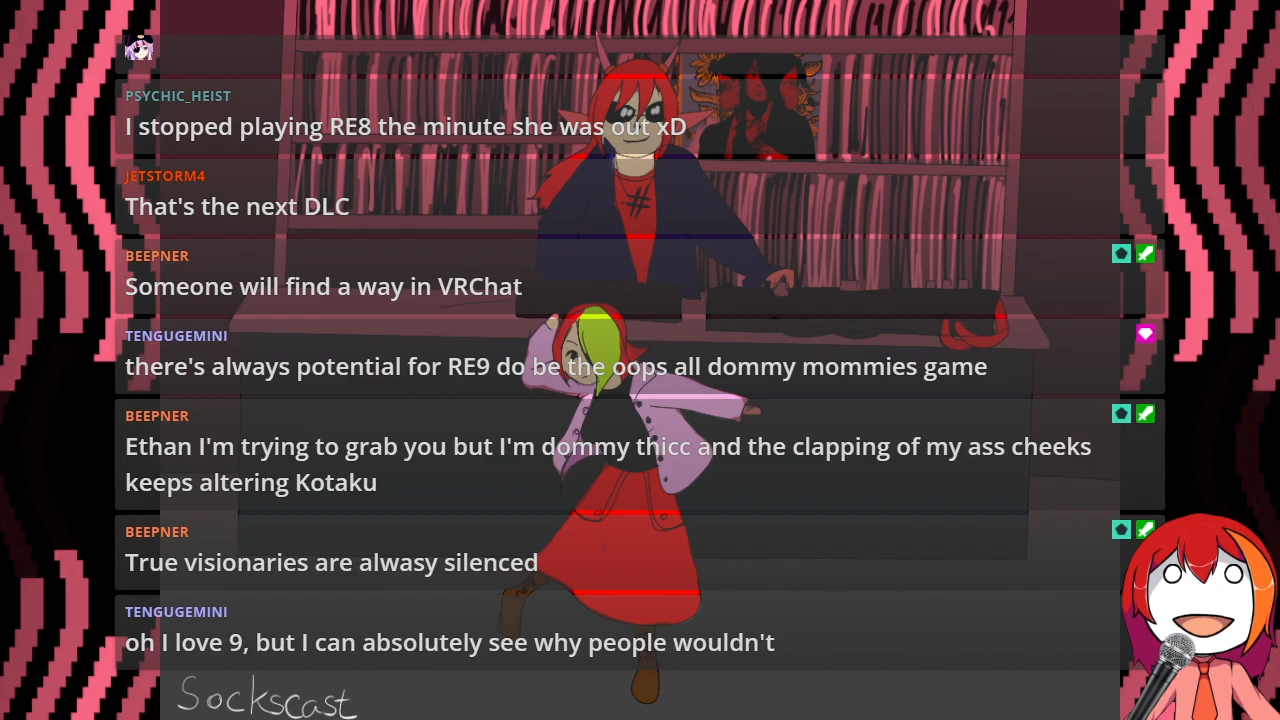 PSYCHIC_HEIST
I stopped playing RE8 the minute she was out xD
JETSTORM4
That's the next DLC
BEEPNER
Someone will find a way in VRChat
TENGUGEMINI
there's always potential for RE9 do be the oops all dommy mommies game
BEEPNER
Ethan I'm trying to grab you but I'm dommy thicc and the clapping of my ass cheeks
keeps altering Kotaku
BEEPNER
True visionaries are alwasy silenced
TENGUGEMINI
oh I love 9, but I can absolutely see why people wouldn't
Sockscast